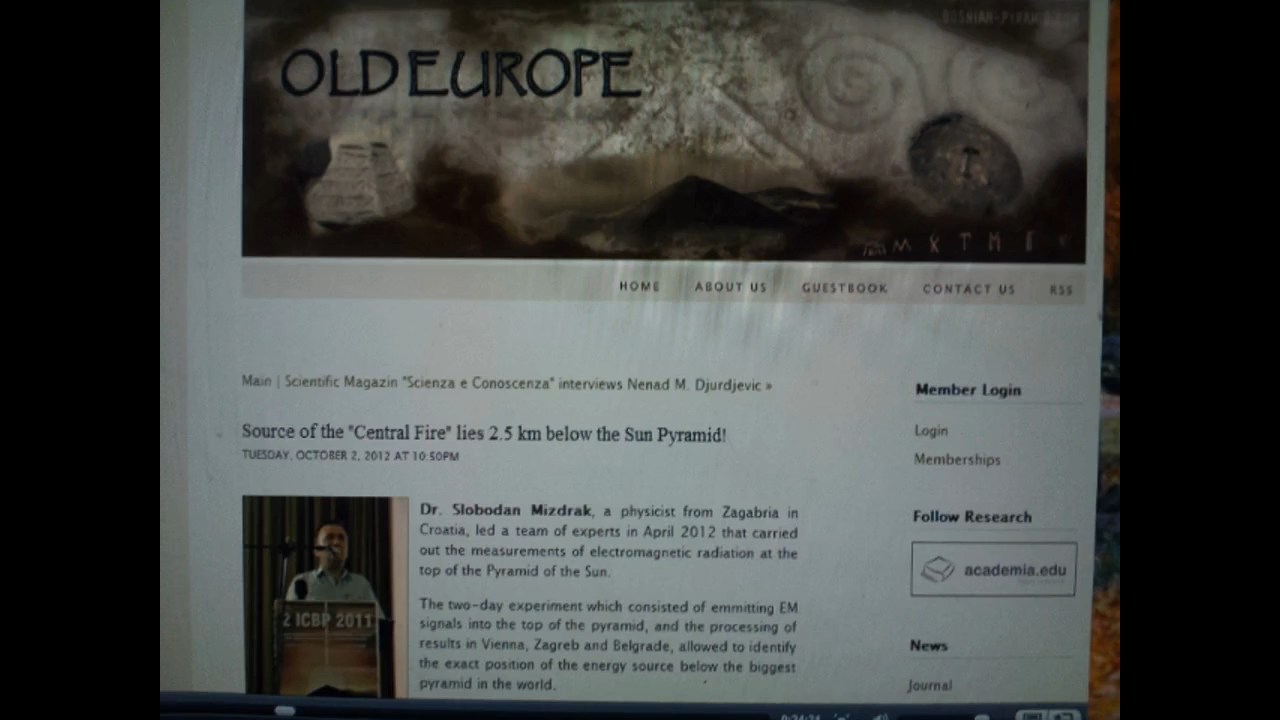 BOSNIAN-PYRAMID
OLD EUROPE
HOME ABOUT US GUESTBOOK CONTACT US RSS
Main | Scientific Magazin "Scienza e Conoscenza" interviews Nenad M. Djurdjevic »
Source of the "Central Fire" lies 2.5 km below the Sun Pyramid!
TUESDAY, OCTOBER 2, 2012 AT 10:50PM
2 ICBP 2011
Dr. Slobodan Mizdrak, a physicist from Zagabria in
Croatia, led a team of experts in April 2012 that carried
out the measurements of electromagnetic radiation at the
top of the Pyramid of the Sun.
The two-day experiment which consisted of emmitting EM
signals into the top of the pyramid, and the processing of
results in Vienna, Zagreb and Belgrade, allowed to identify
the exact position of the energy source below the biggest
pyramid in the world.
Member Login
Login
Memberships
Follow Research
academia.edu
News
Journal